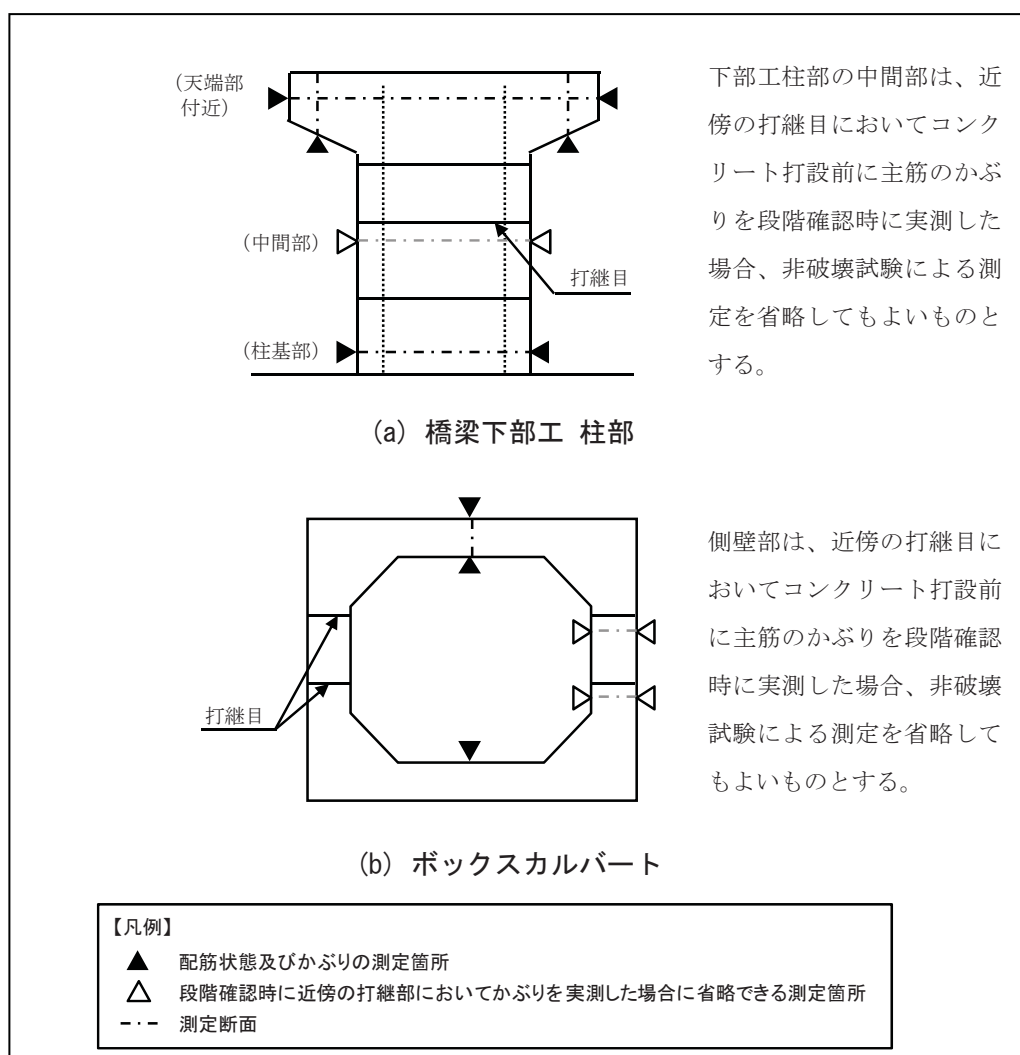 (天端部
付近)
(中間部)
打継目
(柱基部)
下部工柱部の中間部は、近
傍の打継目においてコンク
リート打設前に主筋のかぶ
りを段階確認時に実測した
場合、非破壊試験による測
定を省略してもよいものと
する。
(a) 橋梁下部工 柱部
打継目
側壁部は、近傍の打継目に
おいてコンクリート打設前
に主筋のかぶりを段階確認
時に実測した場合、非破壊
試験による測定を省略して
もよいものとする。
(b) ボックスカルバート
【凡例】
配筋状態及びかぶりの測定箇所
段階確認時に近傍の打継部においてかぶりを実測した場合に省略できる測定箇所
測定断面